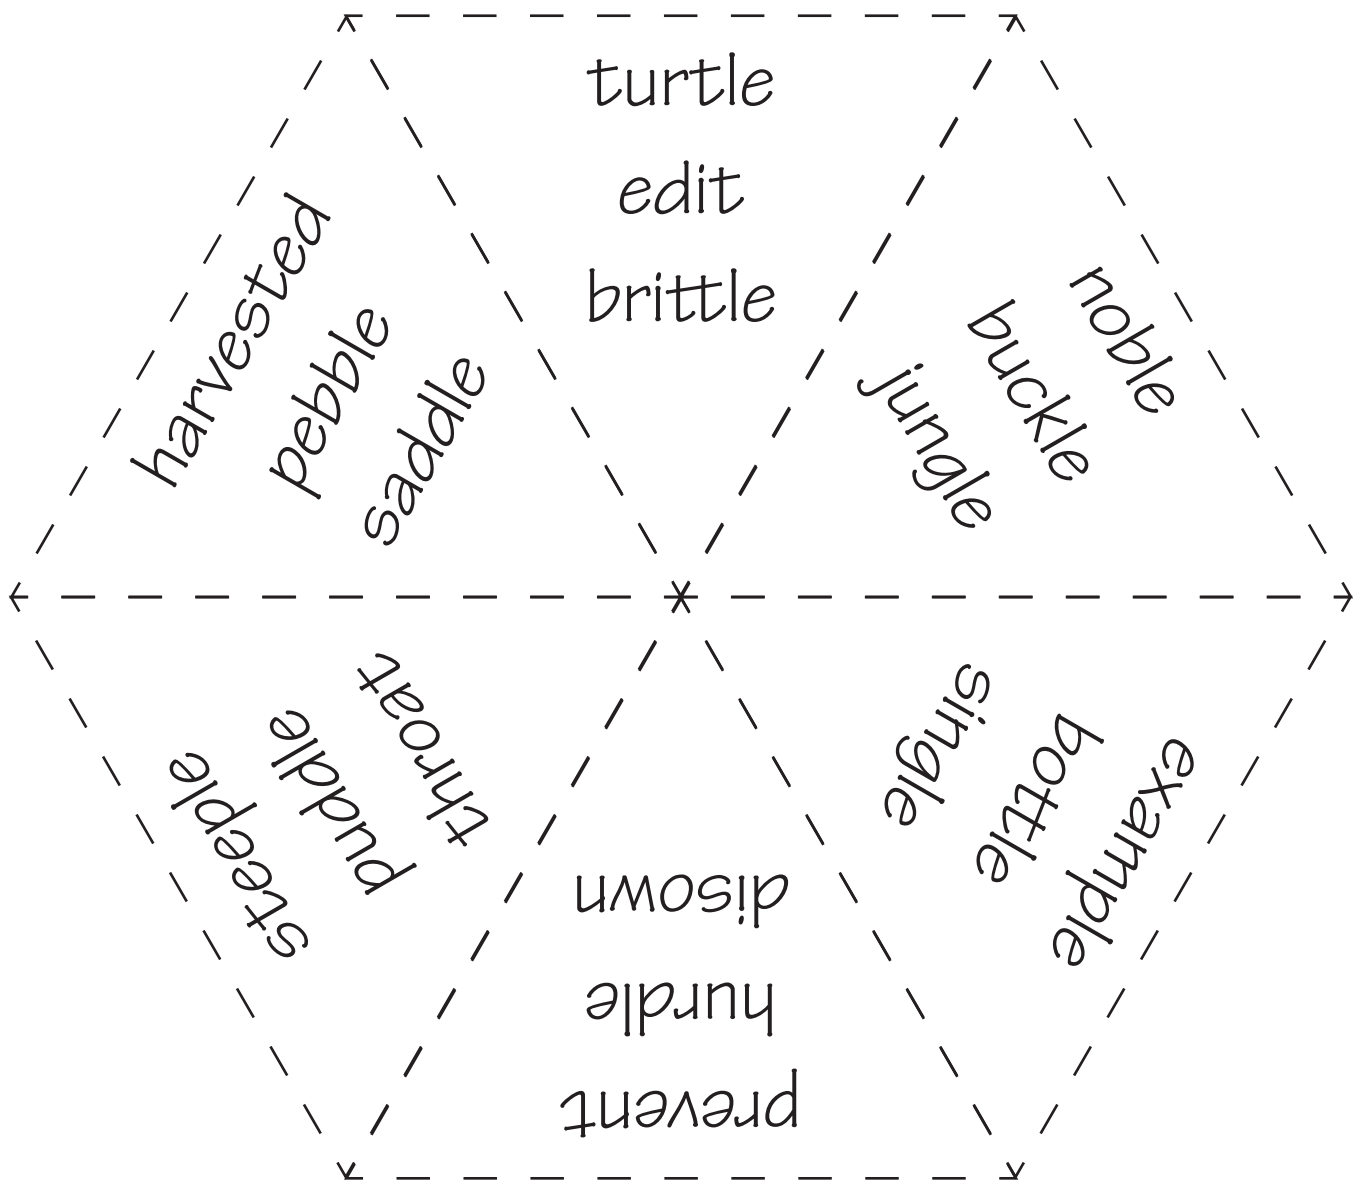 turtle
edit
brittle
noble
buckle
jungle
example
bottle
single
prevent
hurdle
disown
steeple
puddle
throat
harvested
pebble
saddle